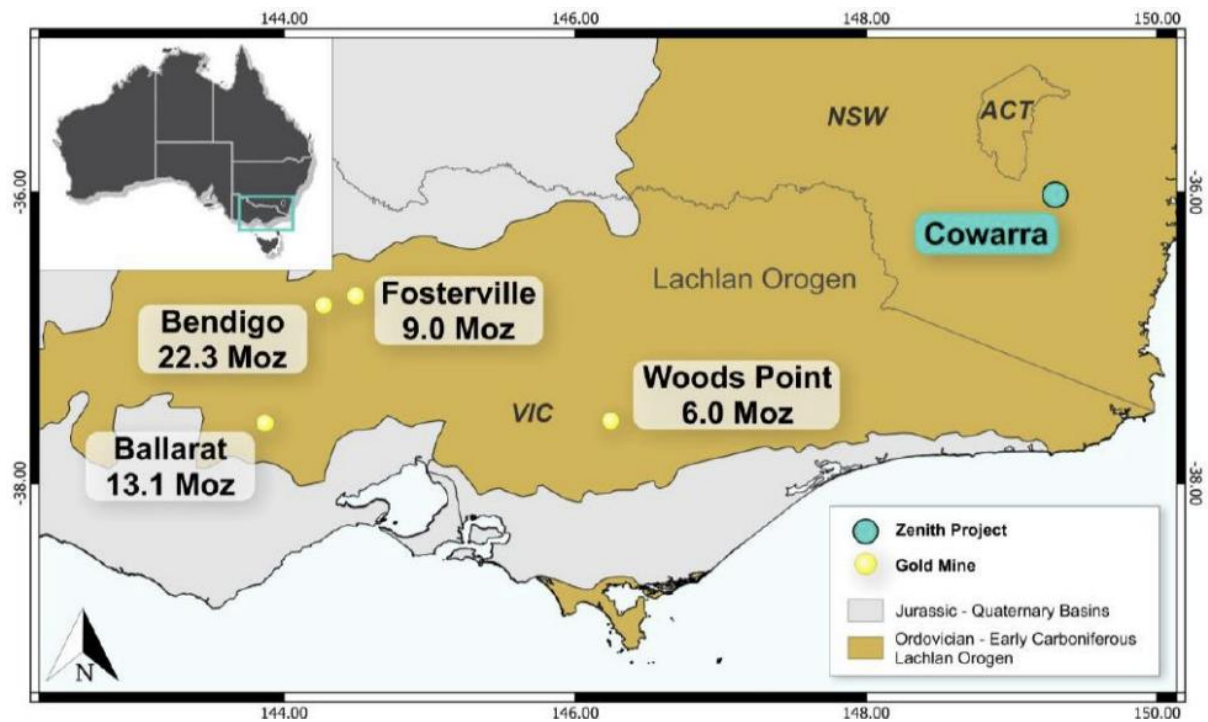 144.00
146.00
148.00
150.00
NSW
ACT
-36.00
-36.00
Cowarra
Lachlan Orogen
Fosterville
9.0 Moz
Bendigo
22.3 Moz
Woods Point
6.0 Moz
VIC
Ballarat
13.1 Moz
-38.00
-38.00
Zenith Project
Gold Mine
Jurassic - Quaternary Basins
Ordovician - Early Carboniferous
Lachlan Orogen
N
144.00
146.00
148.00
150.00